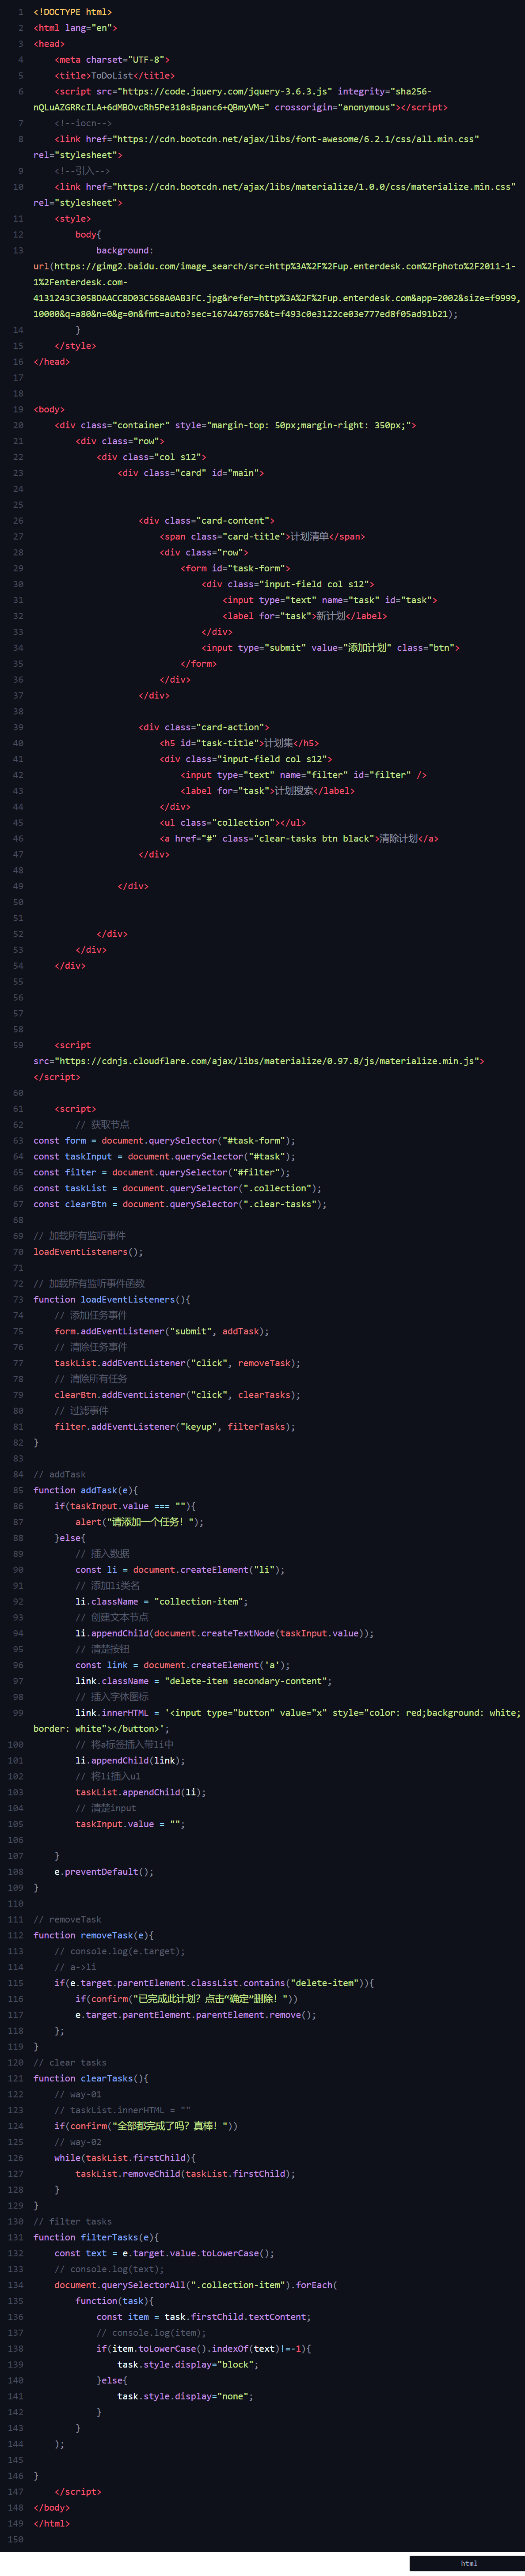 1 <!DOCTYPE html>
2 <html lang="en">
3 <head>
4 <meta charset="UTF-8">
5 <title>ToDoList</title>
6 <script src="https://code.jquery.com/jquery-3.6.3.js" integrity="sha256-
nQLuAZGRRcILA+6dMBOvcRh5Pe310sBpanc6+QBmyVM=" crossorigin="anonymous"></script>
7 <!--iocn-->
8 <link href="https://cdn.bootcdn.net/ajax/libs/font-awesome/6.2.1/css/all.min.css"
rel="stylesheet">
9 <!--引入-->
10 <link href="https://cdn.bootcdn.net/ajax/libs/materialize/1.0.0/css/materialize.min.css"
rel="stylesheet">
11 <style>
12 body{
13 background:
url(https://gimg2.baidu.com/image_search/src=http%3A%2F%2Fup.enterdesk.com%2Fphoto%2F2011-1-
1%2Fenterdesk.com-
4131243C3058DAACC8D03C568A0AB3FC.jpg&refer=http%3A%2F%2Fup.enterdesk.com&app=2002&size=f9999,
10000&q=a80&n=0&g=0n&fmt=auto?sec=1674476576&t=f493c0e3122ce03e777ed8f05ad91b21);
14 }
15 </style>
16 </head>
17
18
19 <body>
20 <div class="container" style="margin-top: 50px;margin-right: 350px;">
21 <div class="row">
22 <div class="col s12">
23 <div class="card" id="main">
24
25
26 <div class="card-content">
27 <span class="card-title">计划清单</span>
28 <div class="row">
29 <form id="task-form">
30 <div class="input-field col s12">
31 <input type="text" name="task" id="task">
32 <label for="task">新计划</label>
33 </div>
34 <input type="submit" value="添加计划" class="btn">
35 </form>
36 </div>
37 </div>
38
39 <div class="card-action">
40 <h5 id="task-title">计划集</h5>
41 <div class="input-field col s12">
42 <input type="text" name="filter" id="filter" />
43 <label for="task">计划搜索</label>
44 </div>
45 <ul class="collection"></ul>
46 <a href="#" class="clear-tasks btn black">清除计划</a>
47 </div>
48
49 </div>
50
51
52 </div>
53 </div>
54 </div>
55
56
57
58
59 <script
src="https://cdnjs.cloudflare.com/ajax/libs/materialize/0.97.8/js/materialize.min.js">
</script>
60
61 <script>
62 // 获取节点
63 const form = document.querySelector("#task-form");
64 const taskInput = document.querySelector("#task");
65 const filter = document.querySelector("#filter");
66 const taskList = document.querySelector(".collection");
67 const clearBtn = document.querySelector(".clear-tasks");
68
69 // 加载所有监听事件
70 loadEventListeners();
71
72 // 加载所有监听事件函数
73 function loadEventListeners(){
74 // 添加任务事件
75 form.addEventListener("submit", addTask);
76 // 清除任务事件
77 taskList.addEventListener("click", removeTask);
78 // 清除所有任务
79 clearBtn.addEventListener("click", clearTasks);
80 // 过滤事件
81 filter.addEventListener("keyup", filterTasks);
82 }
83
84 // addTask
85 function addTask(e){
86 if(taskInput.value === ""){
87 alert("请添加一个任务！");
88 }else{
89 // 插入数据
90 const li = document.createElement("li");
91 // 添加li类名
92 li.className = "collection-item";
93 // 创建文本节点
94 li.appendChild(document.createTextNode(taskInput.value));
95 // 清楚按钮
96 const link = document.createElement('a');
97 link.className = "delete-item secondary-content";
98 // 插入字体图标
99 link.innerHTML = '<input type="button" value="x" style="color: red;background: white;
border: white"></button>';
100 // 将a标签插入带li中
101 li.appendChild(link);
102 // 将li插入ul
103 taskList.appendChild(li);
104 // 清楚input
105 taskInput.value = "";
106
107 }
108 e.preventDefault();
109 }
110
111 // removeTask
112 function removeTask(e){
113 // console.log(e.target);
114 // a->li
115 if(e.target.parentElement.classList.contains("delete-item")){
116 if(confirm("已完成此计划？点击“确定”删除！"))
117 e.target.parentElement.parentElement.remove();
118 };
119 }
120 // clear tasks
121 function clearTasks(){
122 // way-01
123 // taskList.innerHTML = ""
124 if(confirm("全部都完成了吗？真棒！"))
125 // way-02
126 while(taskList.firstChild){
127 taskList.removeChild(taskList.firstChild);
128 }
129 }
130 // filter tasks
131 function filterTasks(e){
132 const text = e.target.value.toLowerCase();
133 // console.log(text);
134 document.querySelectorAll(".collection-item").forEach(
135 function(task){
136 const item = task.firstChild.textContent;
137 // console.log(item);
138 if(item.toLowerCase().indexOf(text)!=-1){
139 task.style.display="block";
140 }else{
141 task.style.display="none";
142 }
143 }
144 );
145
146 }
147 </script>
148 </body>
149 </html>
150
html